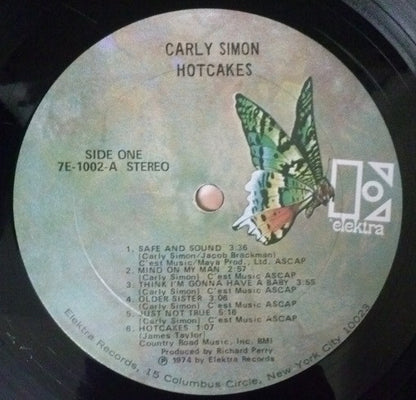 CARLY SIMON
HOTCAKES
SIDE ONE
7E-1002-A STEREO
elektra
1. SAFE AND SOUND 3:36
(Carly Simon/Jacob Brackman)
C'est Music/Maya Prod., Ltd. ASCAP
2. MIND ON MY MAN 2:57
(Carly Simon) C'est Music ASCAP
3. THINK I'M GONNA HAVE A BABY 3:55
(Carly Simon) C'est Music ASCAP
4. OLDER SISTER 3:08
(Carly Simon) C'est Music ASCAP
5. JUST NOT TRUE 5:16
(Carly Simon) C'est Music ASCAP
6. HOTCAKES 1:07
(James Taylor)
Country Road Music, Inc. BMI
Produced by Richard Perry
℗ 1974 by Elektra Records
Elektra Records, 15 Columbus Circle, New York City 10023